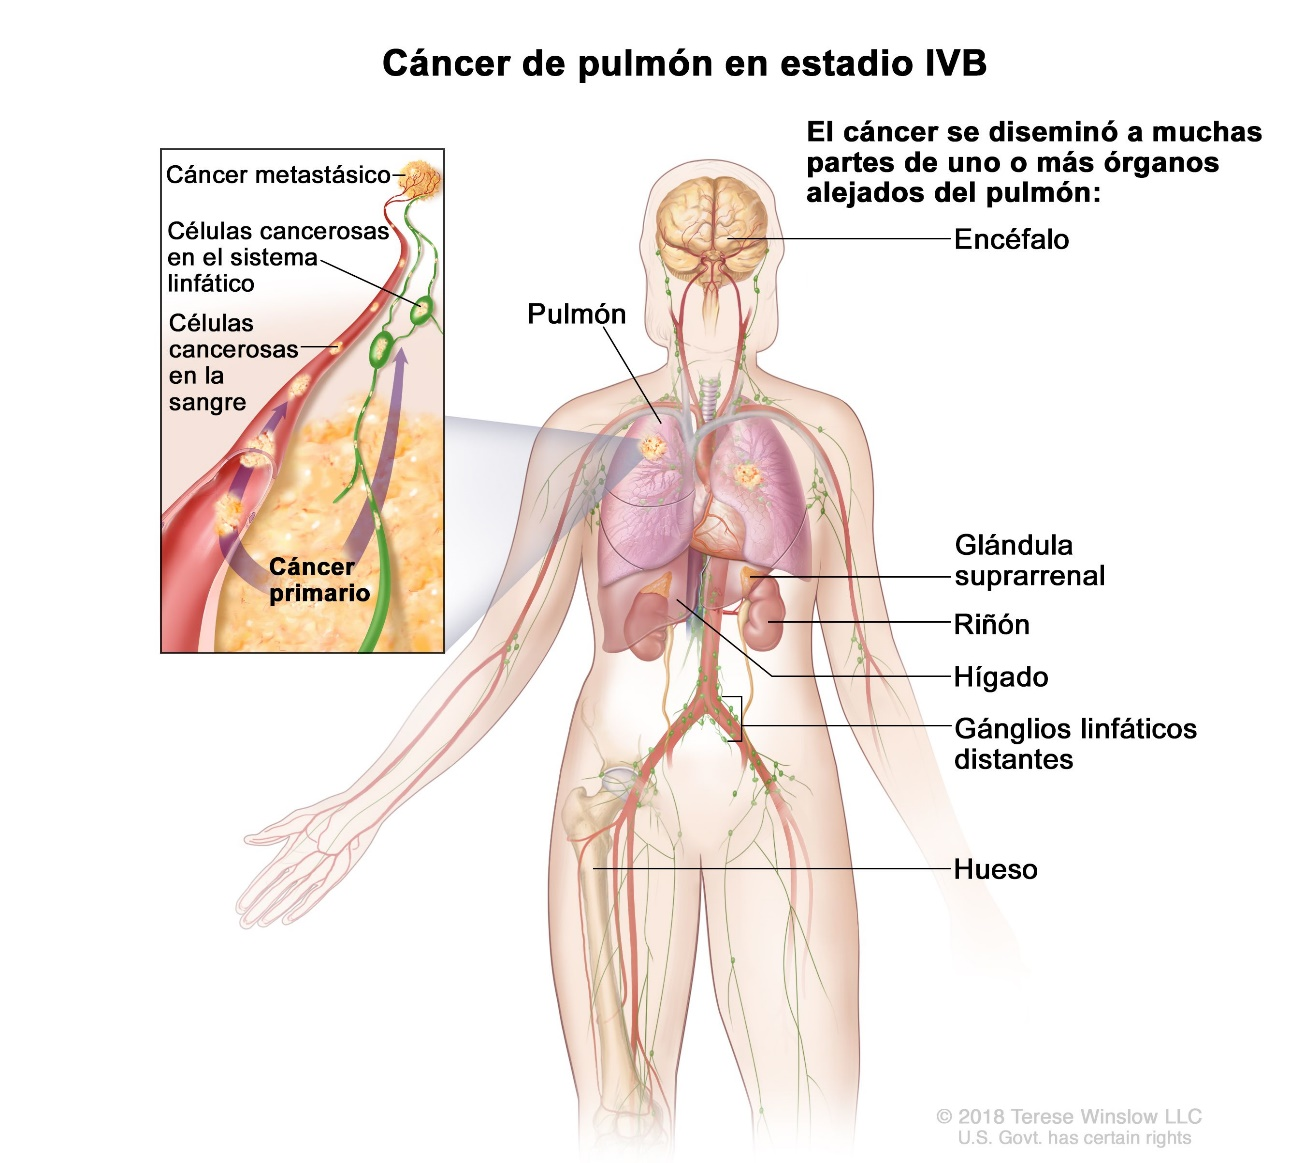 Cáncer de pulmón en estadio IVB
El cáncer se diseminó a muchas
partes de uno o más órganos
alejados del pulmón:
Cáncer metastásico
Células cancerosas
en el sistema
linfático
Células
cancerosas
en la
sangre
Cáncer
primario
Pulmón
Encéfalo
Glándula
suprarrenal
Riñón
Hígado
Gánglios linfáticos
distantes
Hueso
© 2018 Terese Winslow LLC
U.S. Govt. has certain rights